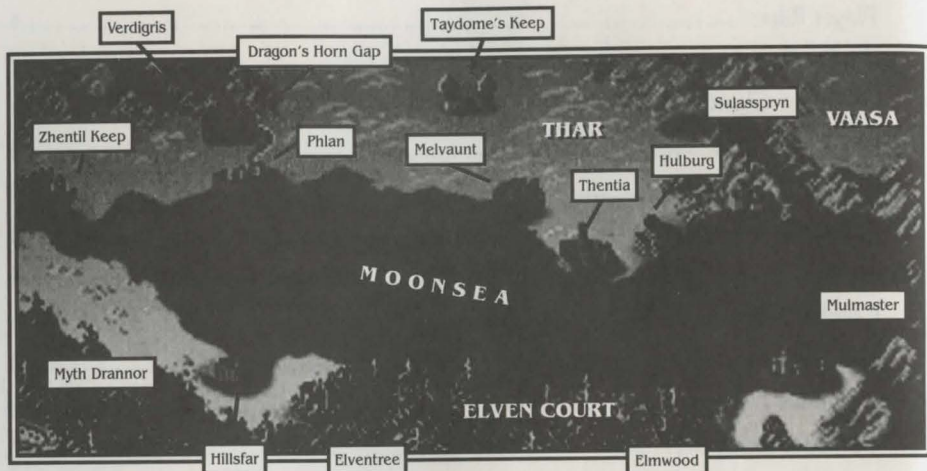 Verdigris
Taydome's Keep
Dragon's Horn Gap
Sulasspryn
VAASA
THAR
Zhentil Keep
Phlan
Melvaunt
Hulburg
Thentia
MOONSEA
Mulmaster
Myth Drannor
ELVEN COURT
Hillsfar
Elventree
Elmwood